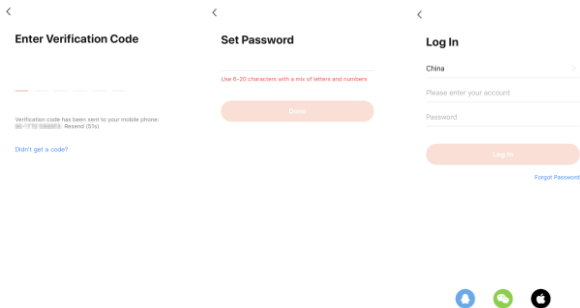 Enter Verification Code
Verification code has been sent to your mobile phone:
Resend (51s)
Didn't get a code?
Set Password
Use 6-20 characters with a mix of letters and numbers
Done
Log In
China
Please enter your account
Password
Log In
Forgot Password